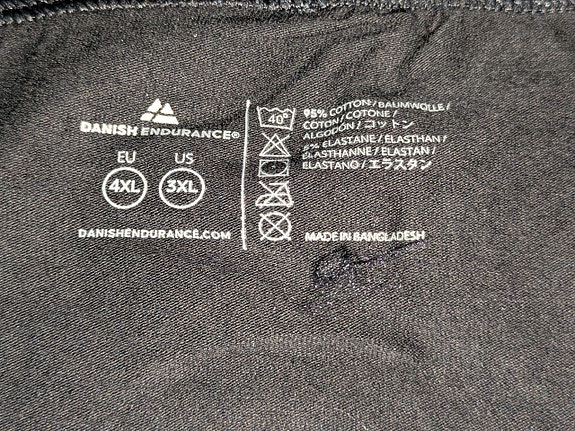 DANISH ENDURANCE®
EU US
4XL 3XL
DANISHENDURANCE.COM
40°
95% COTTON / BAUMWOLLE /
COTON / COTONE /
ALGODÓN / コットン
5% ELASTANE / ELASTHAN /
ELASTHANNE / ELASTAN /
ELASTANO / エラスタン
MADE IN BANGLADESH